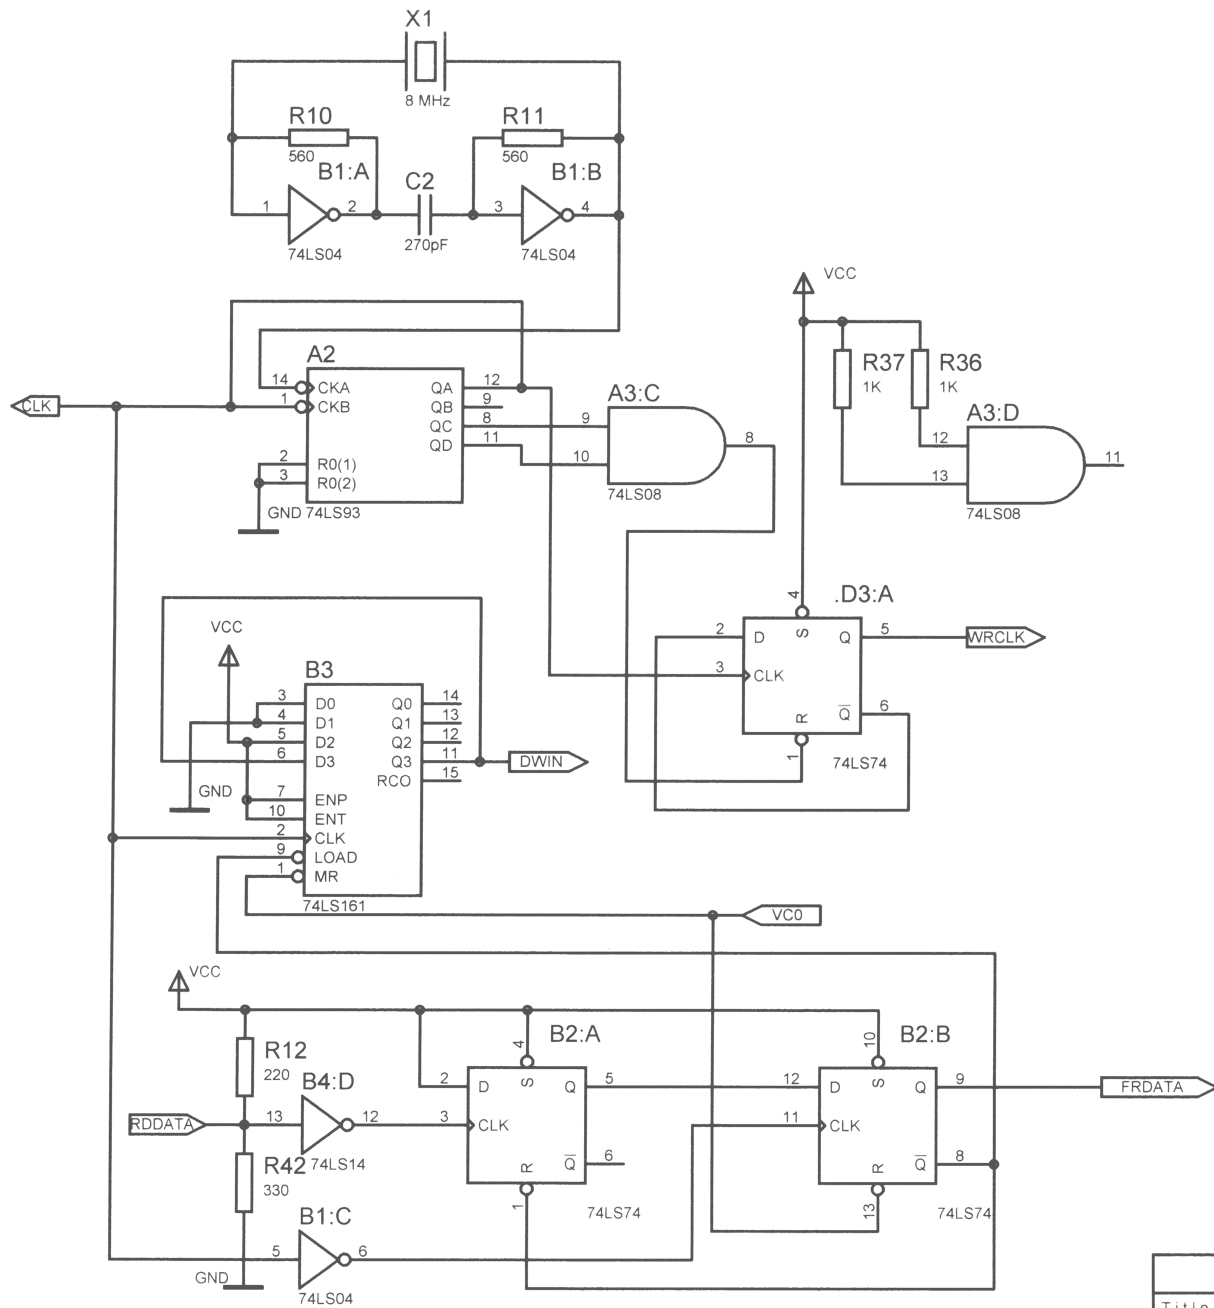 X1
8 MHz
R10
560
R11
560
B1:A
C2
B1:B
1 2 3 4
74LS04
270pF
74LS04
VCC
A2
R37
1K
R36
1K
14 CKA QA 12
CLK
1 CKB QB 9
QC 8
QD 11
2 R0(1)
3 R0(2)
GND 74LS93
A3:C
9 8
10
74LS08
A3:D
12 11
13
74LS08
.D3:A
4
2 D S Q 5
WRCLK
3 CLK
R Q 6
1
74LS74
VCC
B3
3 D0 Q0 14
4 D1 Q1 13
5 D2 Q2 12
6 D3 Q3 11
DWIN
RCO 15
GND
7 ENP
10 ENT
2 CLK
9 LOAD
1 MR
74LS161
VC0
VCC
R12
220
B4:D
RDDATA
13 12
74LS14
R42
330
B2:A
4
2 D S Q 5
3 CLK
R Q 6
1
74LS74
B2:B
10
12 D S Q 9
FRDATA
11 CLK
R Q 8
13
74LS74
B1:C
5 6
GND
74LS04
Title